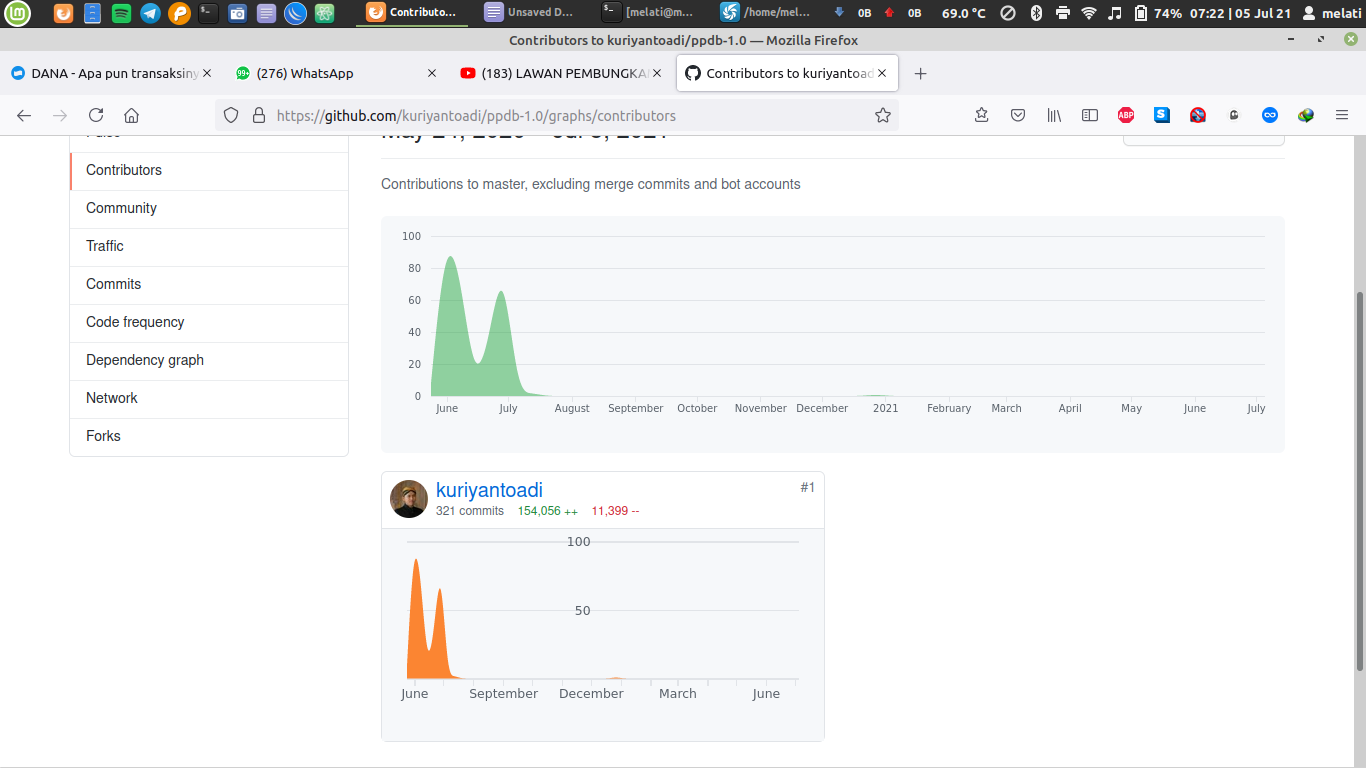 Contributo... Unsaved D... [melati@m... /home/mel... 0B 0B 69.0 °C 74% 07:22 | 05 Jul 21 melati
Contributors to kuriyantoadi/ppdb-1.0 — Mozilla Firefox
DANA - Apa pun transaksiny (276) WhatsApp (183) LAWAN PEMBUNGKA Contributors to kuriyantoad
https://github.com/kuriyantoadi/ppdb-1.0/graphs/contributors
Contributors
Community
Traffic
Commits
Code frequency
Dependency graph
Network
Forks
Contributions to master, excluding merge commits and bot accounts
100
80
60
40
20
0
June July August September October November December 2021 February March April May June July
kuriyantoadi #1
321 commits 154,056 ++ 11,399 --
100
50
June September December March June